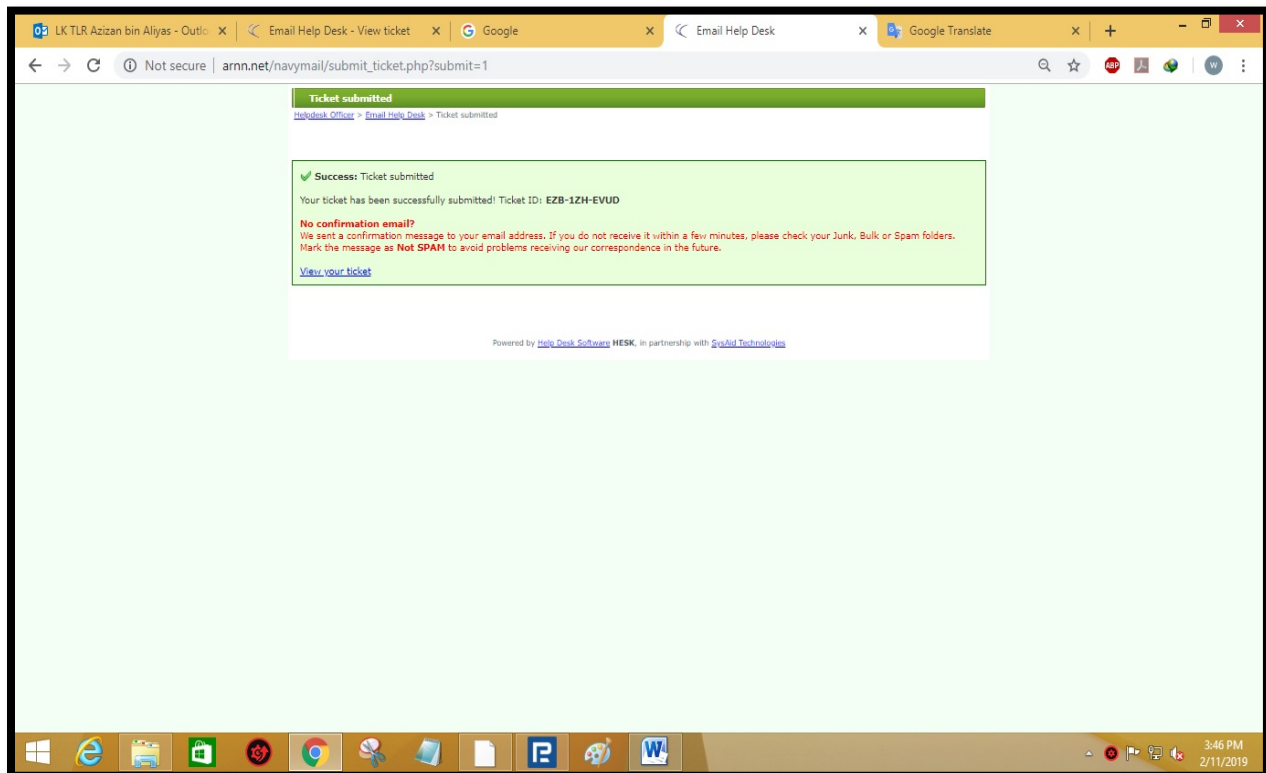 LK TLR Azizan bin Aliyas - Outlo
Email Help Desk - View ticket
Google
Email Help Desk
Google Translate
Not secure | arnn.net/navymail/submit_ticket.php?submit=1
ABP
W
Ticket submitted
Helpdesk Officer > Email Help Desk > Ticket submitted
Success: Ticket submitted
Your ticket has been successfully submitted! Ticket ID: EZB-1ZH-EVUD
No confirmation email?
We sent a confirmation message to your email address. If you do not receive it within a few minutes, please check your Junk, Bulk or Spam folders.
Mark the message as Not SPAM to avoid problems receiving our correspondence in the future.
View your ticket
Powered by Help Desk Software HESK, in partnership with SysAid Technologies
3:46 PM
2/11/2019